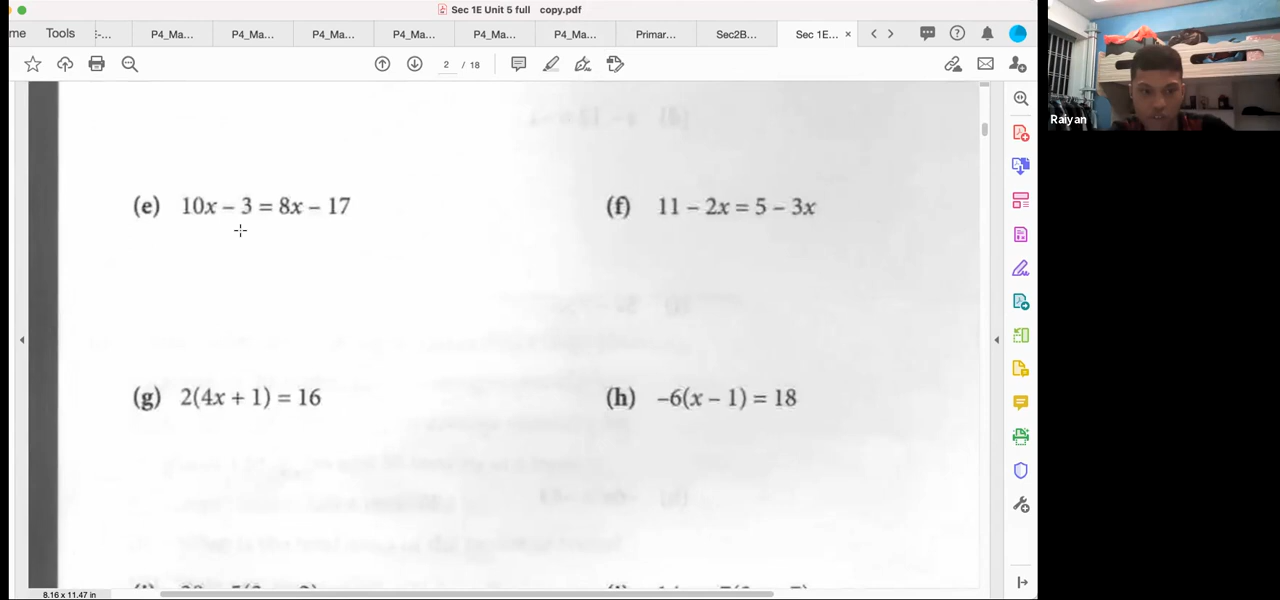 Sec 1E Unit 5 full copy.pdf
me Tools E-... P4_Ma... P4_Ma... P4_Ma... P4_Ma... P4_Ma... P4_Ma... Primar... Sec2B... Sec 1E... ×
2 / 18
Raiyan
(e) 10x − 3 = 8x − 17 (f) 11 − 2x = 5 − 3x
(g) 2(4x + 1) = 16 (h) −6(x − 1) = 18
8.16 x 11.47 in